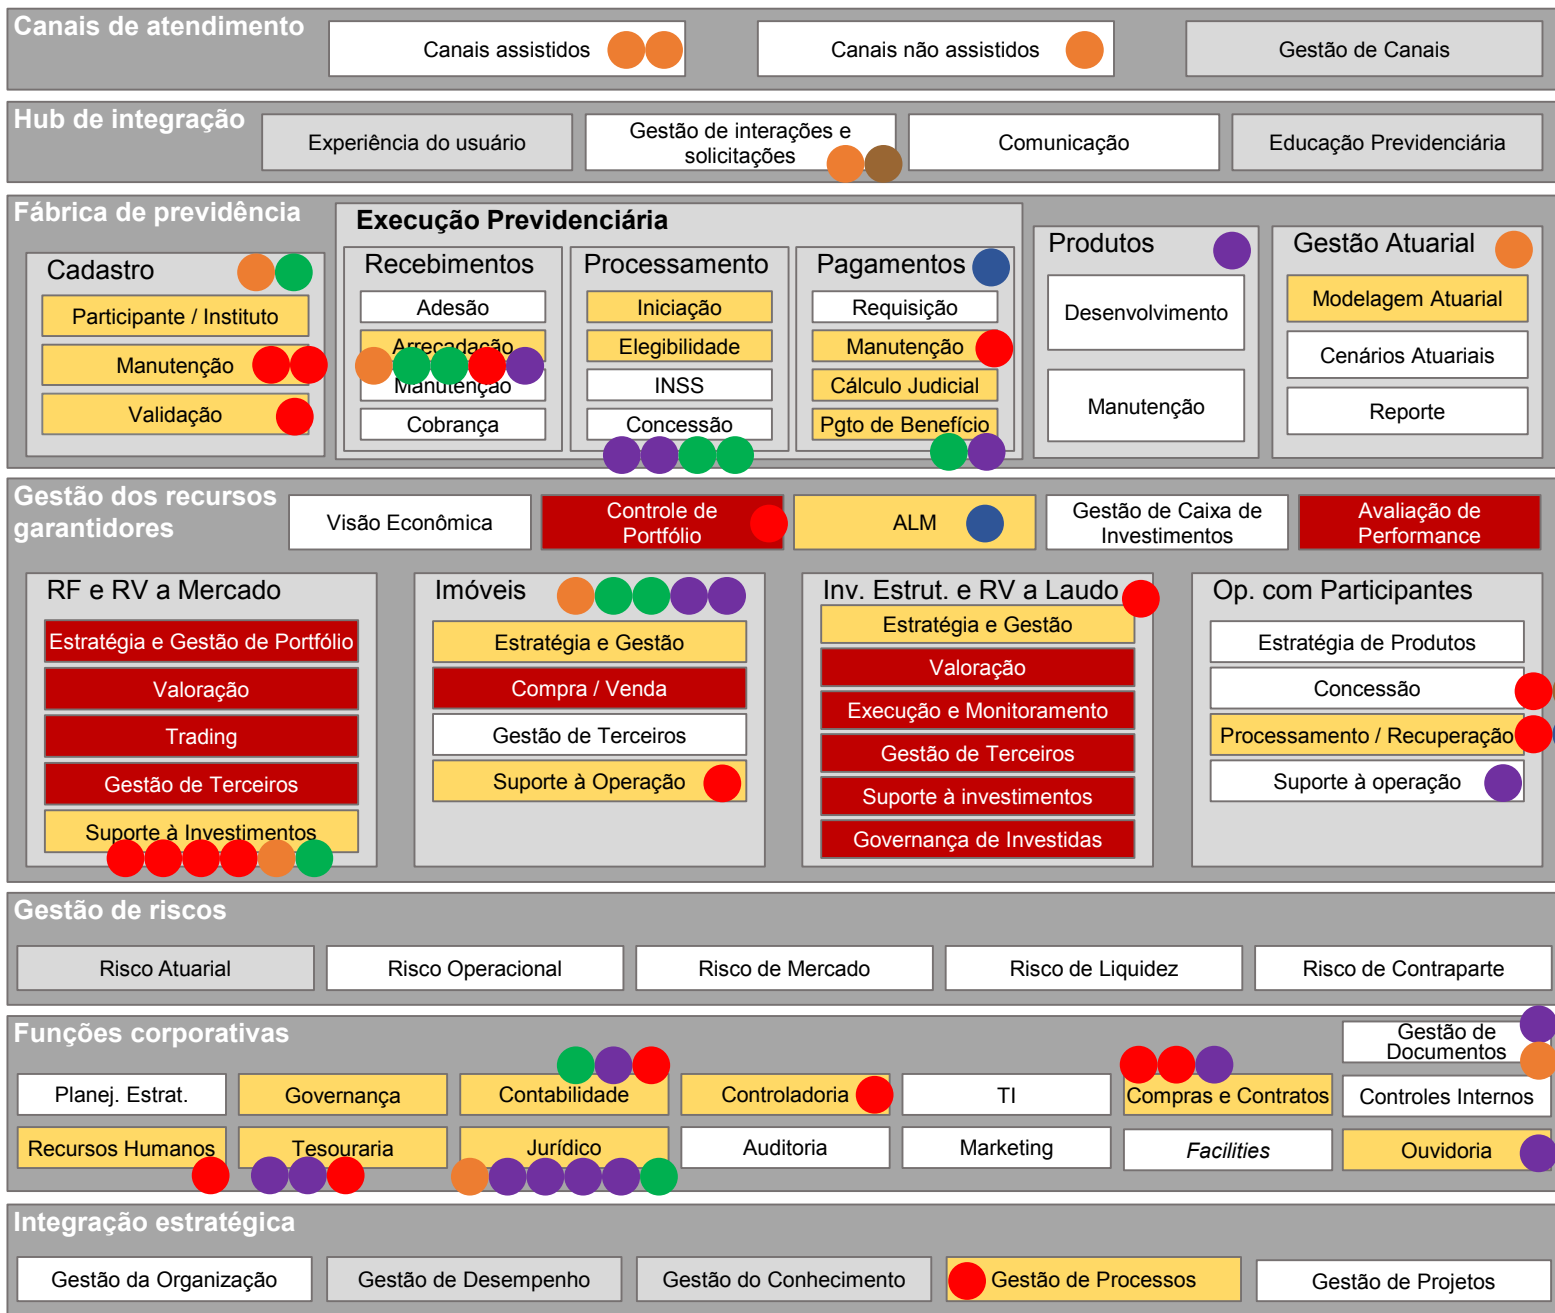 Canais de atendimento
Canais assistidos
Canais não assistidos
Gestão de Canais
Hub de integração
Experiência do usuário
Gestão de interações e
solicitações
Comunicação
Educação Previdenciária
Fábrica de previdência
Cadastro
Participante / Instituto
Manutenção
Validação
Execução Previdenciária
Recebimentos
Adesão
Arrecadação
Manutenção
Cobrança
Processamento
Iniciação
Elegibilidade
INSS
Concessão
Pagamentos
Requisição
Manutenção
Cálculo Judicial
Pgto de Benefício
Produtos
Desenvolvimento
Manutenção
Gestão Atuarial
Modelagem Atuarial
Cenários Atuariais
Reporte
Gestão dos recursos
garantidores
Visão Econômica
Controle de
Portfólio
ALM
Gestão de Caixa de
Investimentos
Avaliação de
Performance
RF e RV a Mercado
Estratégia e Gestão de Portfólio
Valoração
Trading
Gestão de Terceiros
Suporte à Investimentos
Imóveis
Estratégia e Gestão
Compra / Venda
Gestão de Terceiros
Suporte à Operação
Inv. Estrut. e RV a Laudo
Estratégia e Gestão
Valoração
Execução e Monitoramento
Gestão de Terceiros
Suporte à investimentos
Governança de Investidas
Op. com Participantes
Estratégia de Produtos
Concessão
Processamento / Recuperação
Suporte à operação
Gestão de riscos
Risco Atuarial
Risco Operacional
Risco de Mercado
Risco de Liquidez
Risco de Contraparte
Funções corporativas
Gestão de
Documentos
Planej. Estrat.
Governança
Contabilidade
Controladoria
TI
Compras e Contratos
Controles Internos
Recursos Humanos
Tesouraria
Jurídico
Auditoria
Marketing
Facilities
Ouvidoria
Integração estratégica
Gestão da Organização
Gestão de Desempenho
Gestão do Conhecimento
Gestão de Processos
Gestão de Projetos